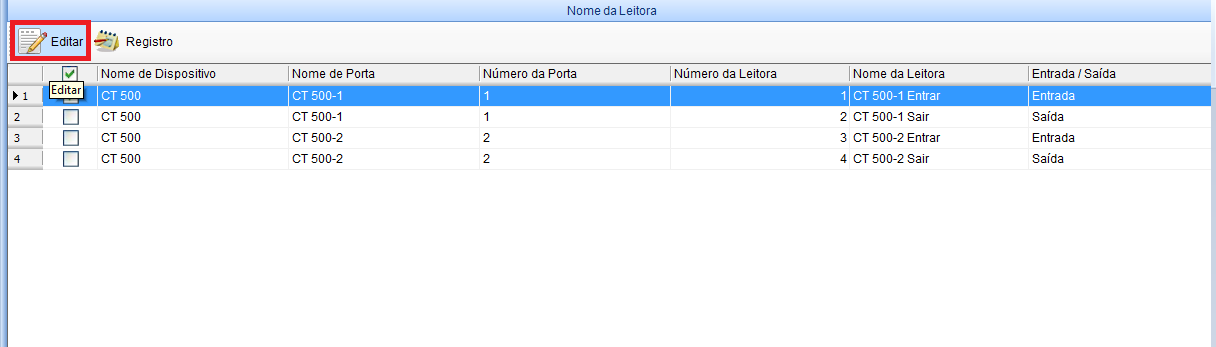 Nome da Leitora
Editar Registro
Nome de Dispositivo Nome de Porta Número da Porta Número da Leitora Nome da Leitora Entrada / Saída
Editar
1 CT 500 CT 500-1 1 1 CT 500-1 Entrar Entrada
2 CT 500 CT 500-1 1 2 CT 500-1 Sair Saída
3 CT 500 CT 500-2 2 3 CT 500-2 Entrar Entrada
4 CT 500 CT 500-2 2 4 CT 500-2 Sair Saída